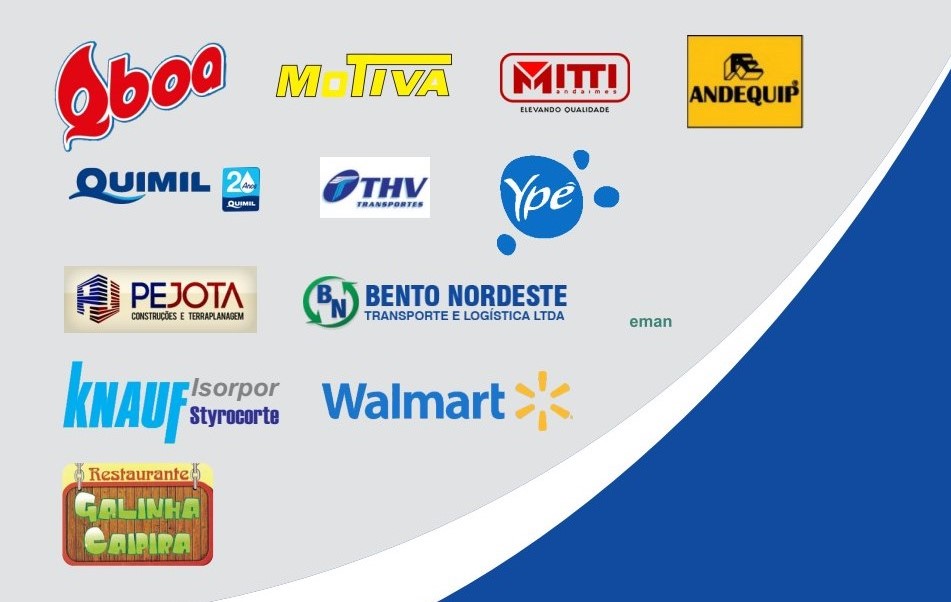 Qboa
MOTIVA
MITTI
andaimes
ELEVANDO QUALIDADE
ANDEQUIP
QUIMIL
20
Anos
QUIMIL
THV
TRANSPORTES
Ypê
PEJOTA
CONSTRUÇÕES E TERRAPLANAGEM
BN
BENTO NORDESTE
TRANSPORTE E LOGÍSTICA LTDA
eman
KNAUF
Isorpor
Styrocorte
Walmart
Restaurante
GALINHA
CAIPIRA